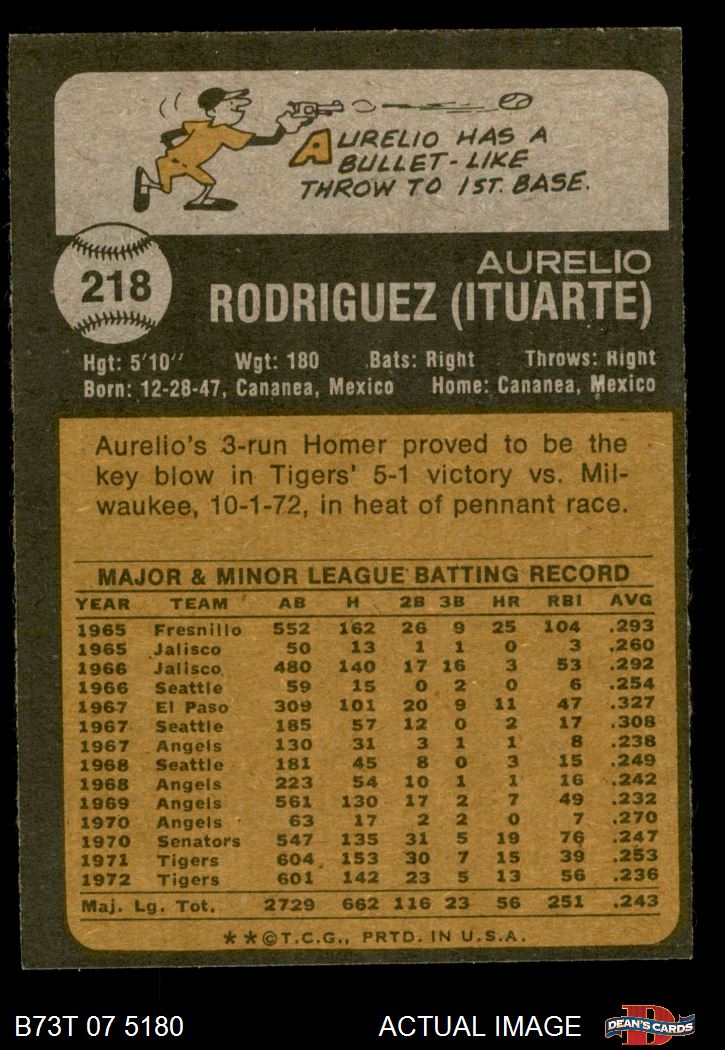 AURELIO HAS A
BULLET-LIKE
THROW TO 1ST. BASE.
218
AURELIO
RODRIGUEZ (ITUARTE)
Hgt: 5'10" Wgt: 180 Bats: Right Throws: Right
Born: 12-28-47, Cananea, Mexico Home: Cananea, Mexico
Aurelio's 3-run Homer proved to be the
key blow in Tigers' 5-1 victory vs. Mil-
waukee, 10-1-72, in heat of pennant race.
MAJOR & MINOR LEAGUE BATTING RECORD
YEAR TEAM AB H 2B 3B HR RBI AVG
1965 Fresnillo 552 162 26 9 25 104 .293
1965 Jalisco 50 13 1 1 0 3 .260
1966 Jalisco 480 140 17 16 3 53 .292
1966 Seattle 59 15 0 2 0 6 .254
1967 El Paso 309 101 20 9 11 47 .327
1967 Seattle 185 57 12 0 2 17 .308
1967 Angels 130 31 3 1 1 8 .238
1968 Seattle 181 45 8 0 3 15 .249
1968 Angels 223 54 10 1 1 16 .242
1969 Angels 561 130 17 2 7 49 .232
1970 Angels 63 17 2 2 0 7 .270
1970 Senators 547 135 31 5 19 76 .247
1971 Tigers 604 153 30 7 15 39 .253
1972 Tigers 601 142 23 5 13 56 .236
Maj. Lg. Tot. 2729 662 116 23 56 251 .243
**©T.C.G., PRTD. IN U.S.A.
B73T 07 5180 ACTUAL IMAGE DEAN'S CARDS